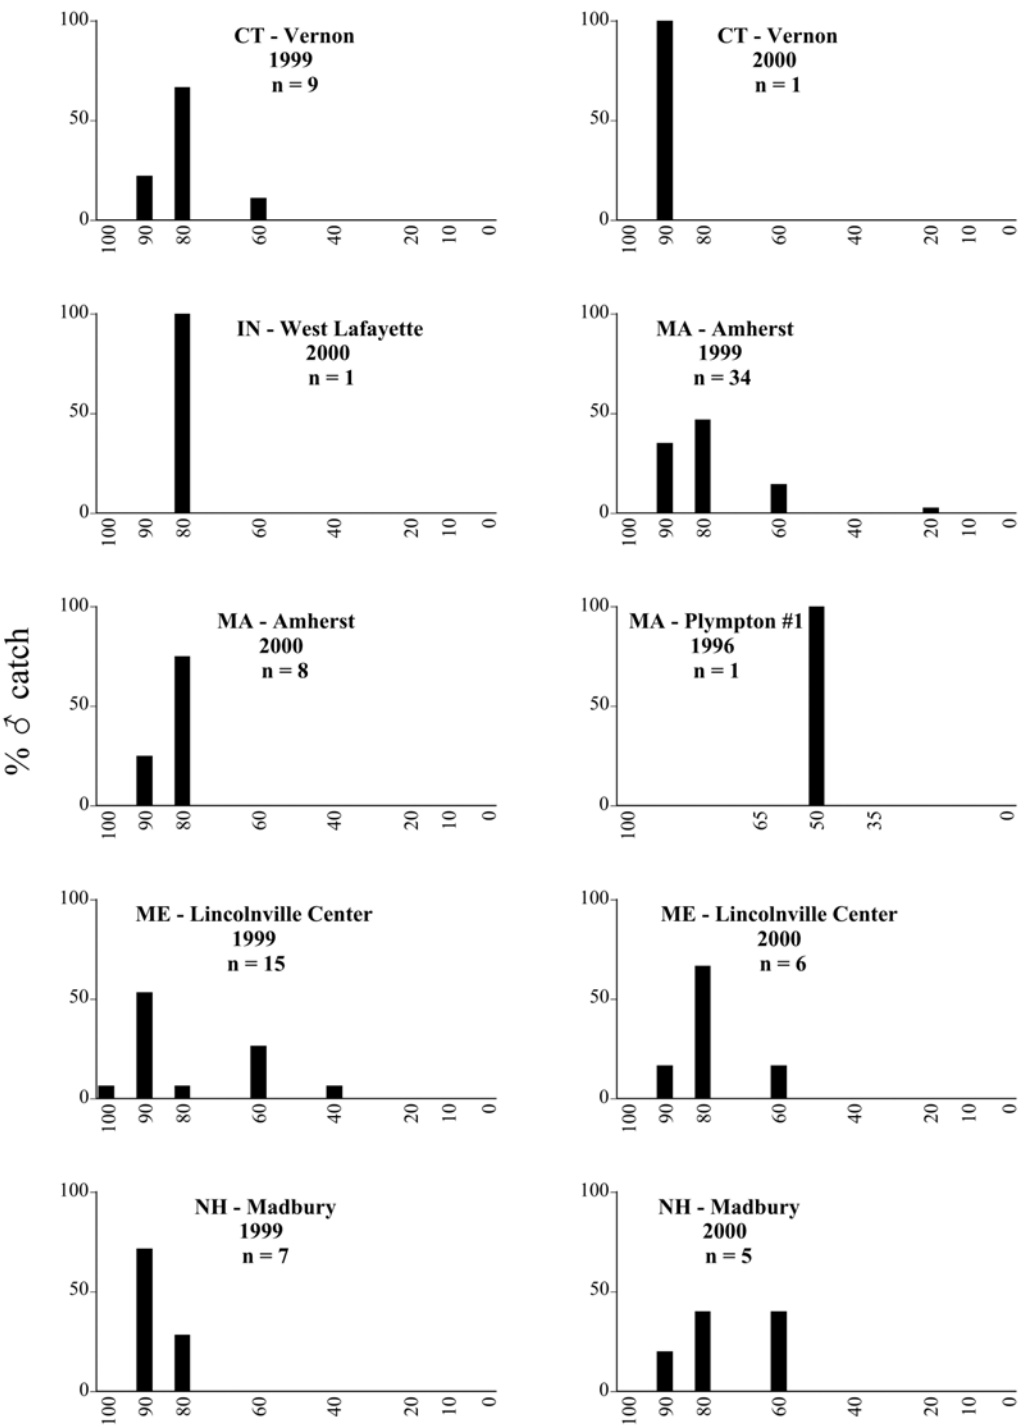 % ♂ catch
CT - Vernon
1999
n = 9
100
50
0
100 90 80 60 40 20 10 0
CT - Vernon
2000
n = 1
100
50
0
100 90 80 60 40 20 10 0
IN - West Lafayette
2000
n = 1
100
50
0
100 90 80 60 40 20 10 0
MA - Amherst
1999
n = 34
100
50
0
100 90 80 60 40 20 10 0
MA - Amherst
2000
n = 8
100
50
0
100 90 80 60 40 20 10 0
MA - Plympton #1
1996
n = 1
100
50
0
100 65 50 35 0
ME - Lincolnville Center
1999
n = 15
100
50
0
100 90 80 60 40 20 10 0
ME - Lincolnville Center
2000
n = 6
100
50
0
100 90 80 60 40 20 10 0
NH - Madbury
1999
n = 7
100
50
0
100 90 80 60 40 20 10 0
NH - Madbury
2000
n = 5
100
50
0
100 90 80 60 40 20 10 0